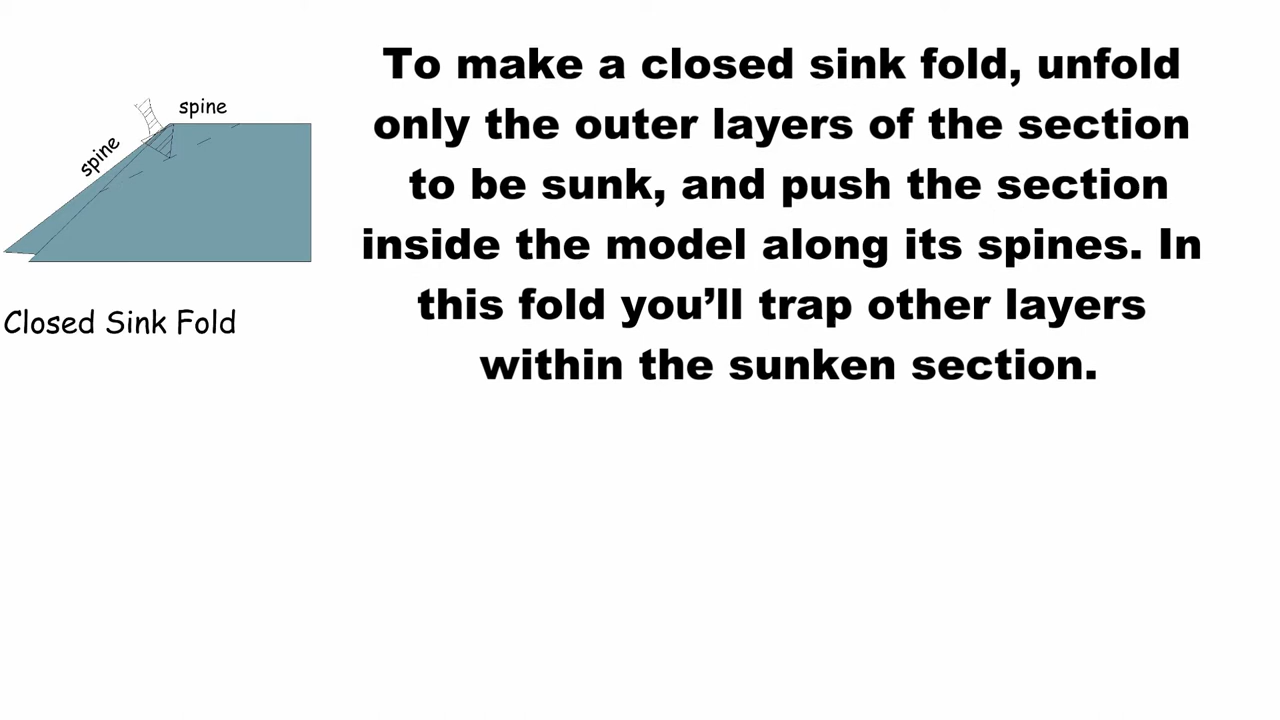 spine
spine
Closed Sink Fold
To make a closed sink fold, unfold
only the outer layers of the section
to be sunk, and push the section
inside the model along its spines. In
this fold you’ll trap other layers
within the sunken section.